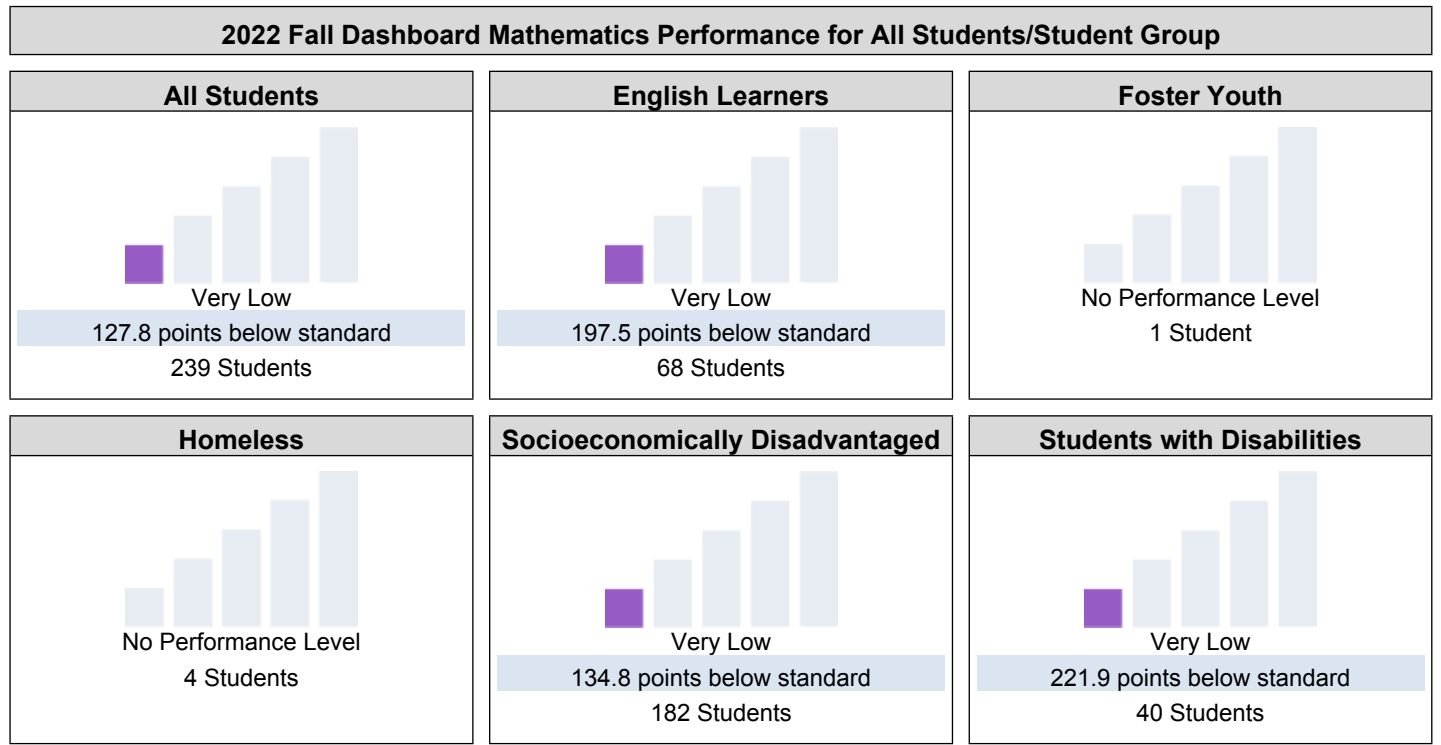 2022 Fall Dashboard Mathematics Performance for All Students/Student Group
All Students
Very Low
127.8 points below standard
239 Students
English Learners
Very Low
197.5 points below standard
68 Students
Foster Youth
No Performance Level
1 Student
Homeless
No Performance Level
4 Students
Socioeconomically Disadvantaged
Very Low
134.8 points below standard
182 Students
Students with Disabilities
Very Low
221.9 points below standard
40 Students